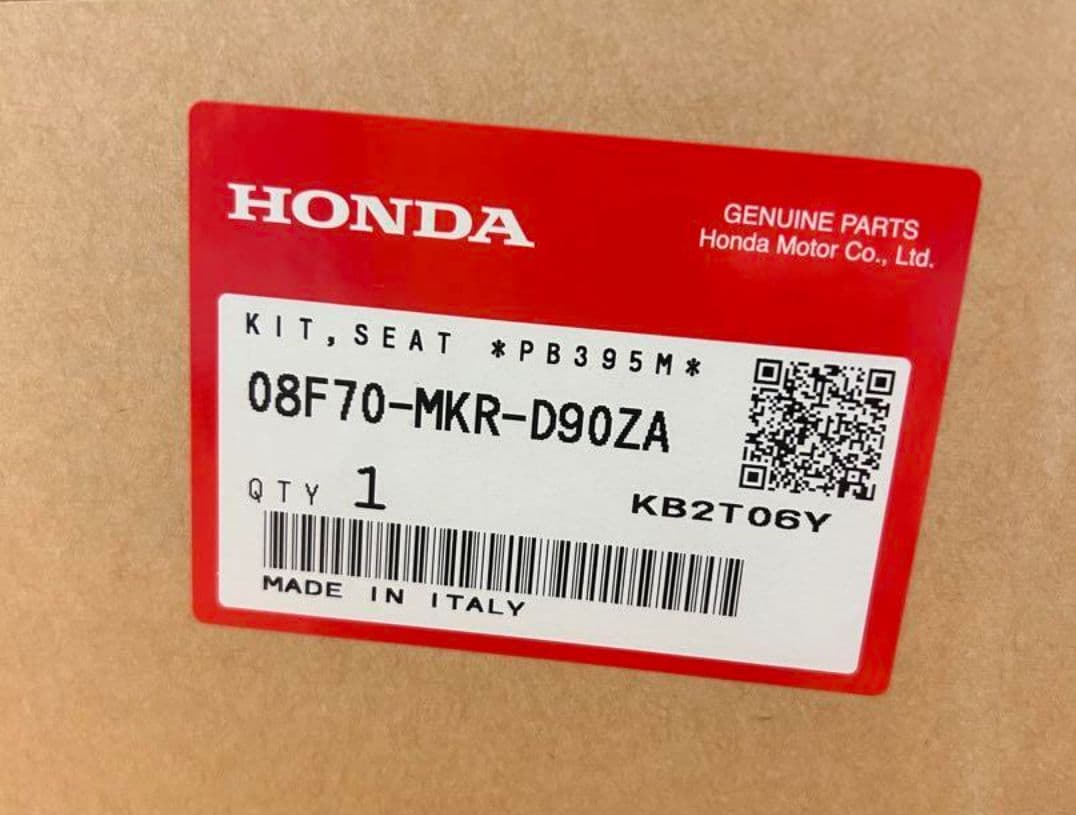 HONDA
GENUINE PARTS
Honda Motor Co., Ltd.
KIT, SEAT *PB395M*
08F70-MKR-D90ZA
QTY 1
KB2T06Y
MADE IN ITALY